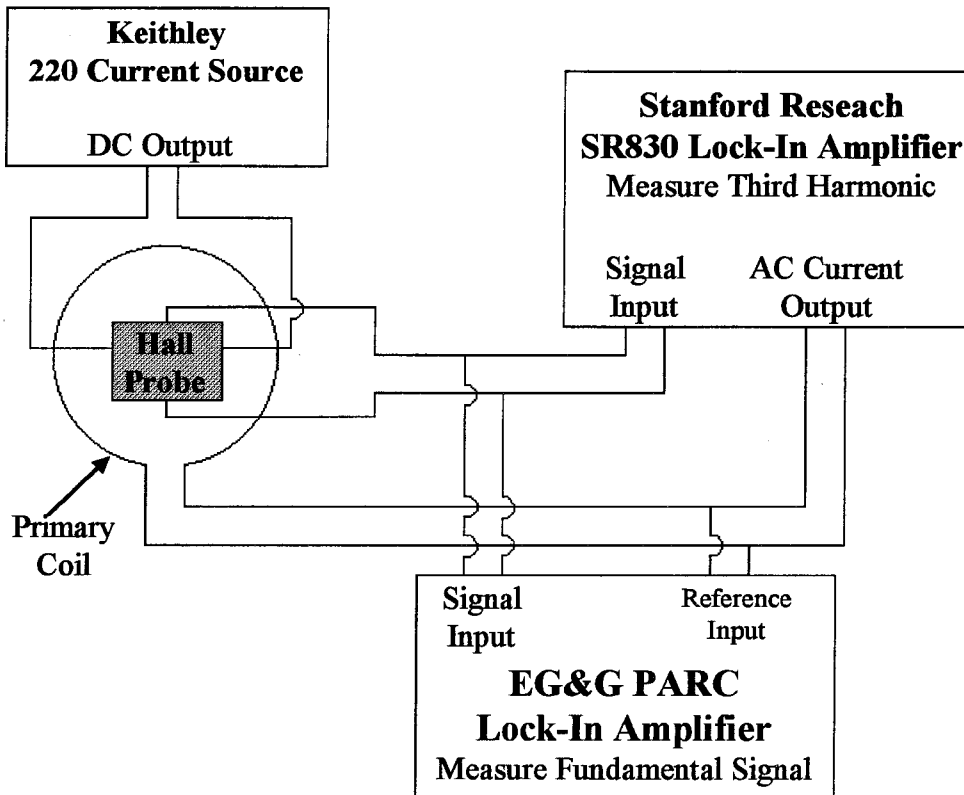 Keithley
220 Current Source
DC Output
Stanford Reseach
SR830 Lock-In Amplifier
Measure Third Harmonic
Signal
Input
AC Current
Output
Hall
Probe
Primary
Coil
Signal
Input
Reference
Input
EG&G PARC
Lock-In Amplifier
Measure Fundamental Signal